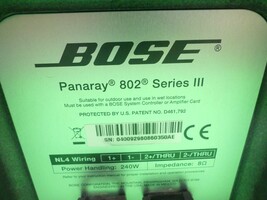 BOSE
Panaray® 802® Series III
Suitable for outdoor use and use in wet locations
Must be used with a BOSE System Controller or Amplifier Card
PROTECTED BY U.S. PATENT NO. D461,792
NL4 Wiring 1+ 1- 2+/THRU 2-/THRU
Power Handling: 240W Impedance: 8Ω